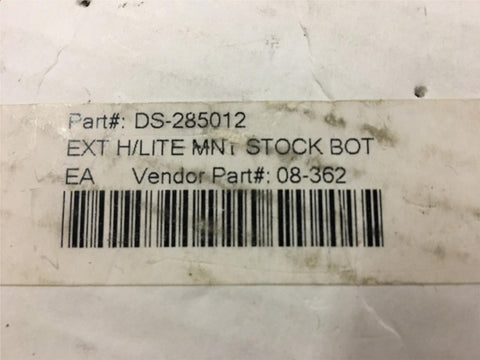 Part#: DS-285012
EXT H/LITE MNT STOCK BOT
EA Vendor Part#: 08-362